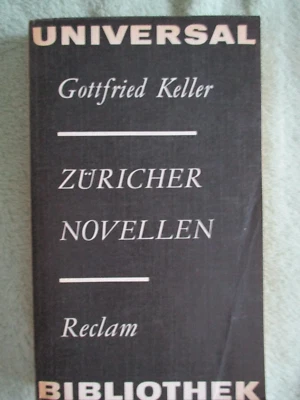 UNIVERSAL
Gottfried Keller
ZÜRICHER
NOVELLEN
Reclam
BIBLIOTHEK